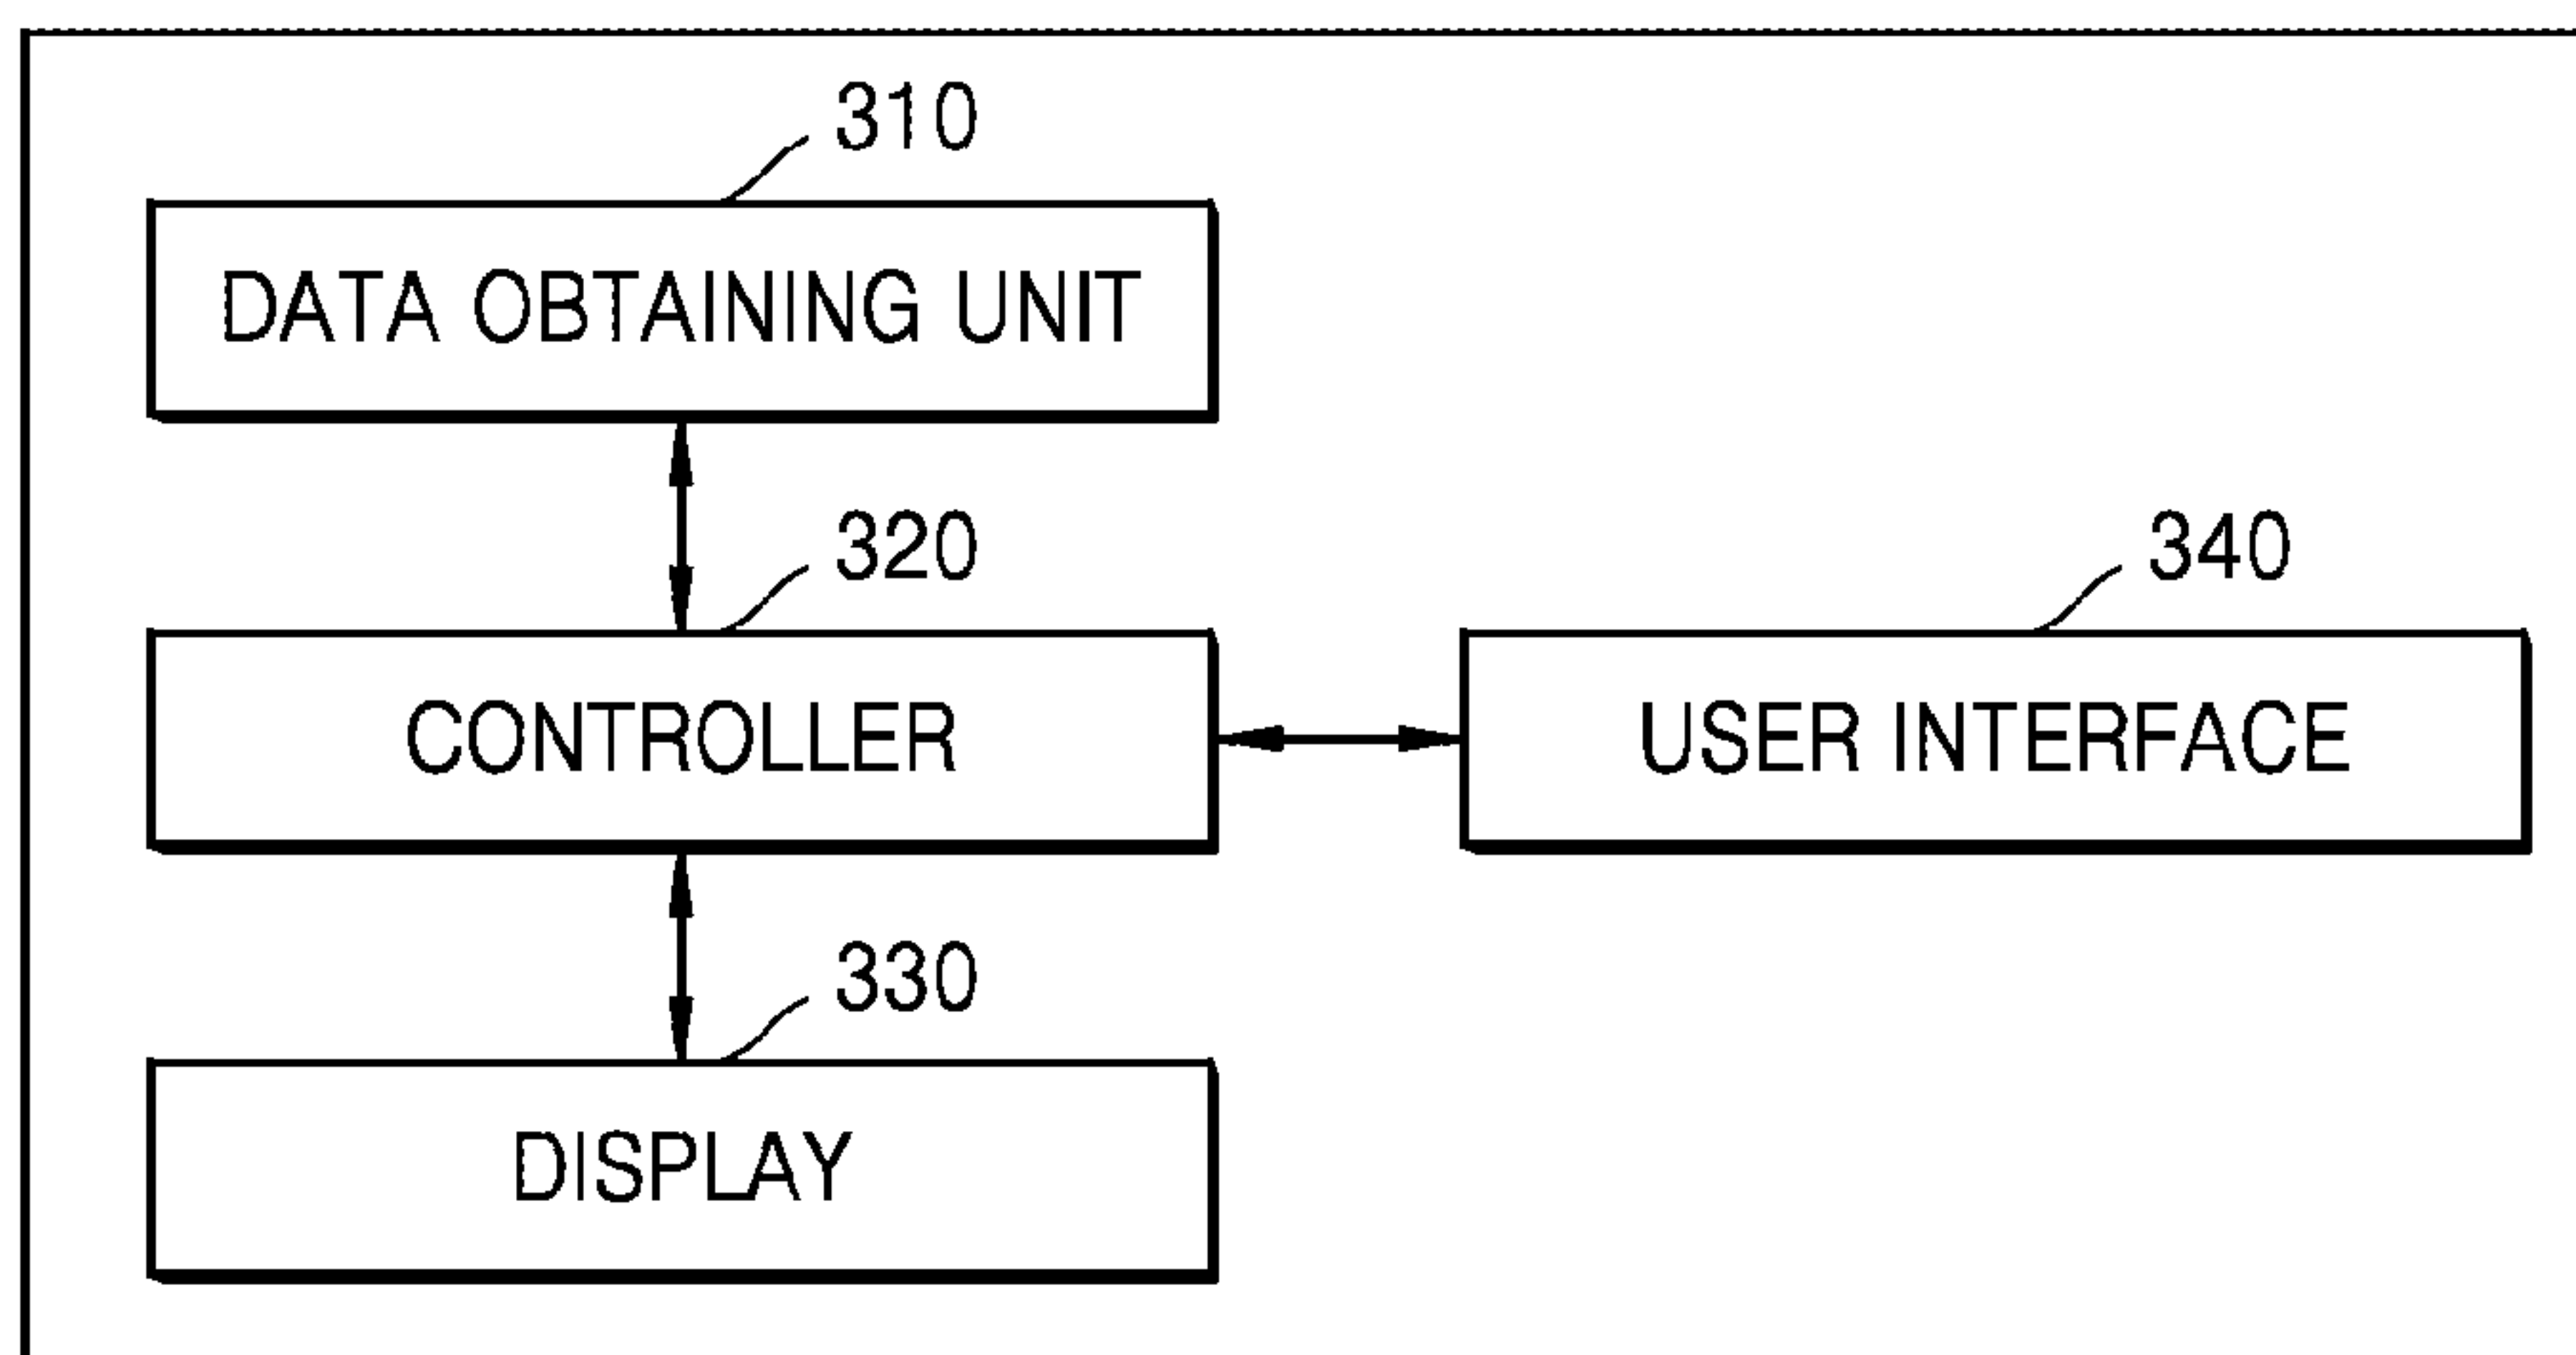 310
DATA OBTAINING UNIT
320
340
CONTROLLER
USER INTERFACE
330
DISPLAY